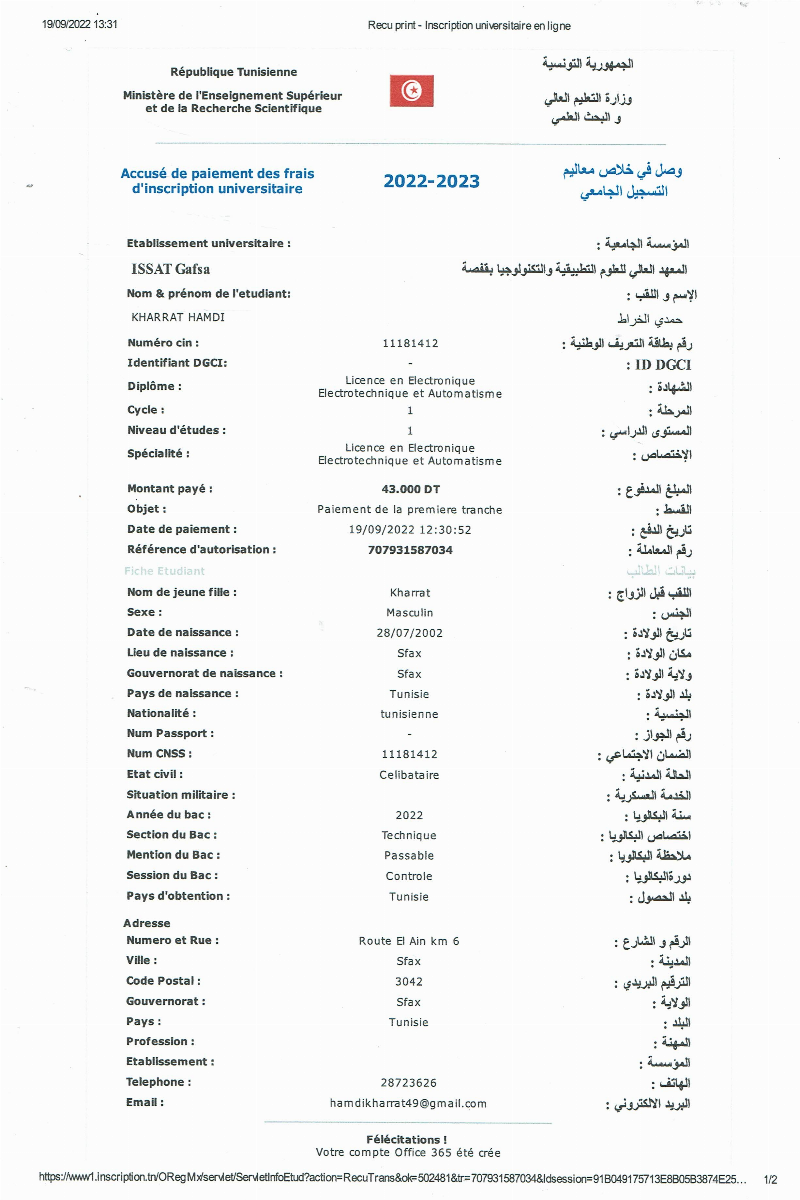 19/09/2022 13:31
Recu print - Inscription universitaire en ligne
République Tunisienne
الجمهورية التونسية
Ministère de l'Enseignement Supérieur
et de la Recherche Scientifique
وزارة التعليم العالي
و البحث العلمي
Accusé de paiement des frais
d'inscription universitaire
2022-2023
وصل في خلاص معاليم
التسجيل الجامعي
Etablissement universitaire :
المؤسسة الجامعية :
ISSAT Gafsa
المعهد العالي للعلوم التطبيقية والتكنولوجيا بقفصة
Nom & prénom de l'etudiant:
الإسم و اللقب :
KHARRAT HAMDI
حمدي الخراط
Numéro cin : 11181412 رقم بطاقة التعريف الوطنية :
Identifiant DGCI: - ID DGCI :
Diplôme : Licence en Electronique
Electrotechnique et Automatisme الشهادة :
Cycle : 1 المرحلة :
Niveau d'études : 1 المستوى الدراسي :
Spécialité : Licence en Electronique
Electrotechnique et Automatisme الإختصاص :
Montant payé : 43.000 DT المبلغ المدفوع :
Objet : Paiement de la premiere tranche القسط :
Date de paiement : 19/09/2022 12:30:52 تاريخ الدفع :
Référence d'autorisation : 707931587034 رقم المعاملة :
Fiche Etudiant بيانات الطالب
Nom de jeune fille : Kharrat اللقب قبل الزواج :
Sexe : Masculin الجنس :
Date de naissance : 28/07/2002 تاريخ الولادة :
Lieu de naissance : Sfax مكان الولادة :
Gouvernorat de naissance : Sfax ولاية الولادة :
Pays de naissance : Tunisie بلد الولادة :
Nationalité : tunisienne الجنسية :
Num Passport : - رقم الجواز :
Num CNSS : 11181412 الضمان الاجتماعي :
Etat civil : Celibataire الحالة المدنية :
Situation militaire : الخدمة العسكرية :
Année du bac : 2022 سنة البكالويا :
Section du Bac : Technique اختصاص البكالويا :
Mention du Bac : Passable ملاحظة البكالويا :
Session du Bac : Controle دورةالبكالويا :
Pays d'obtention : Tunisie بلد الحصول :
Adresse
Numero et Rue : Route El Ain km 6 الرقم و الشارع :
Ville : Sfax المدينة :
Code Postal : 3042 الترقيم البريدي :
Gouvernorat : Sfax الولاية :
Pays : Tunisie البلد :
Profession : المهنة :
Etablissement : المؤسسة :
Telephone : 28723626 الهاتف :
Email : hamdikharrat49@gmail.com البريد الالكتروني :
Félécitations !
Votre compte Office 365 été crée
https://www1.inscription.tn/ORegMx/servlet/ServletInfoEtud?action=RecuTrans&ok=502481&tr=707931587034&Idsession=91B049175713E8B05B3874E25...
1/2